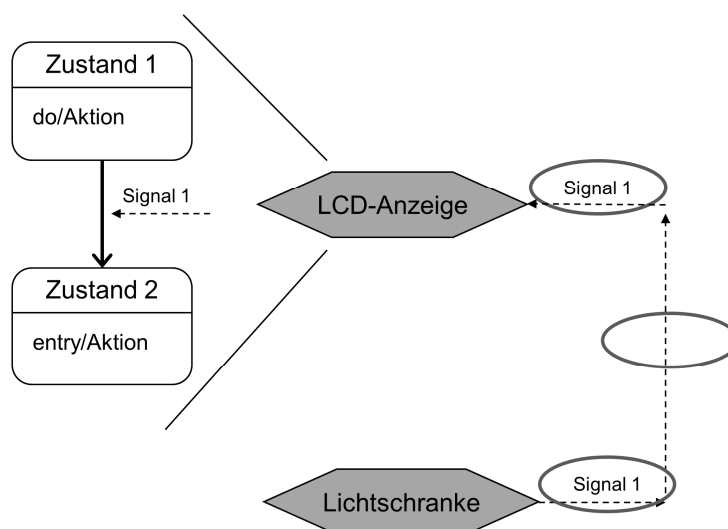 Zustand 1
do/Aktion
Signal 1
Zustand 2
entry/Aktion
LCD-Anzeige
Signal 1
Lichtschranke
Signal 1